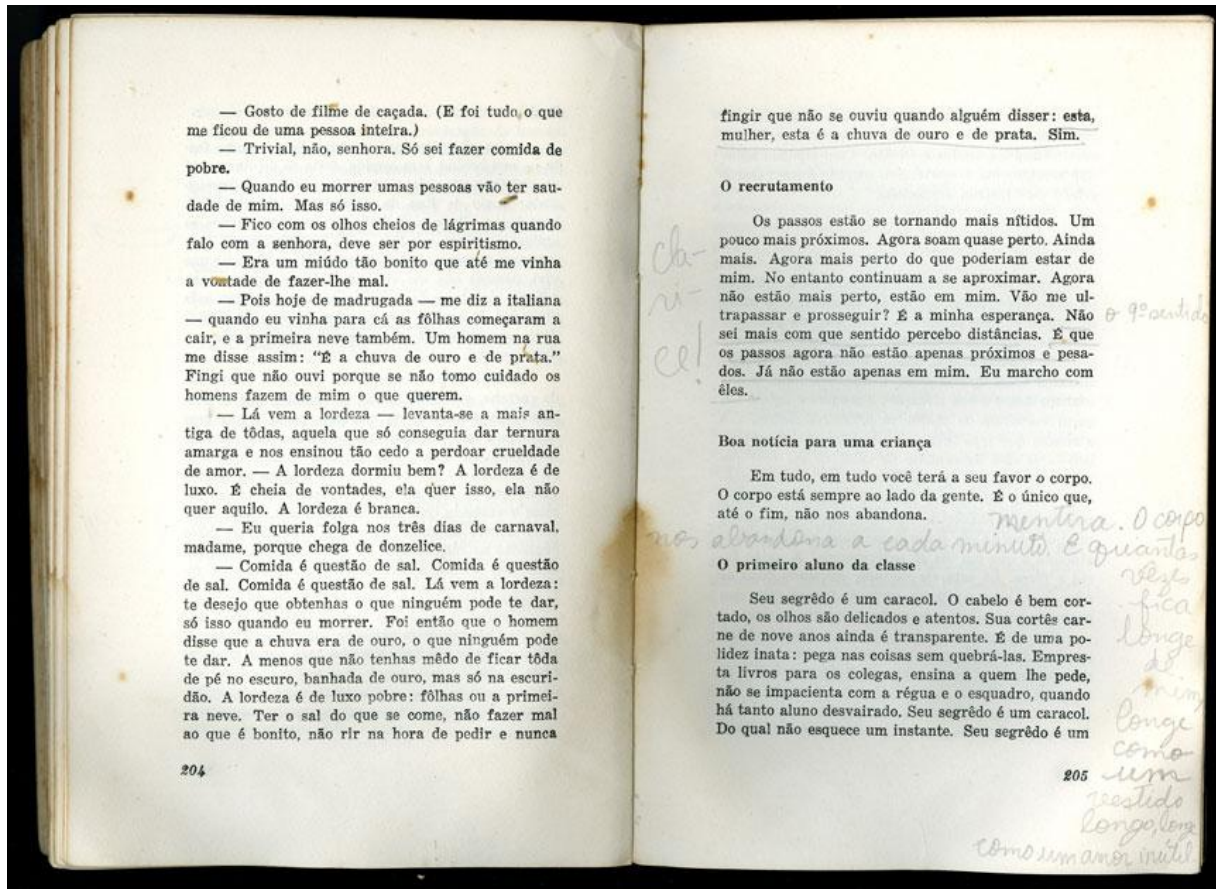 — Gosto de filme de caçada. (E foi tudo o que
me ficou de uma pessoa inteira.)
— Trivial, não, senhora. Só sei fazer comida de
pobre.
— Quando eu morrer umas pessoas vão ter sau-
dade de mim. Mas só isso.
— Fico com os olhos cheios de lágrimas quando
falo com a senhora, deve ser por espiritismo.
— Era um miúdo tão bonito que até me vinha
a vontade de fazer-lhe mal.
— Pois hoje de madrugada — me diz a italiana
— quando eu vinha para cá as fôlhas começaram a
cair, e a primeira neve também. Um homem na rua
me disse assim: “É a chuva de ouro e de prata.”
Fingi que não ouvi porque se não tomo cuidado os
homens fazem de mim o que querem.
— Lá vem a lordeza — levanta-se a mais an-
tiga de tôdas, aquela que só conseguia dar ternura
amarga e nos ensinou tão cedo a perdoar crueldade
de amor. — A lordeza dormiu bem? A lordeza é de
luxo. É cheia de vontades, ela quer isso, ela não
quer aquilo. A lordeza é branca.
— Eu queria folga nos três dias de carnaval,
madame, porque chega de donzelice.
— Comida é questão de sal. Comida é questão
de sal. Comida é questão de sal. Lá vem a lordeza:
te desejo que obtenhas o que ninguém pode te dar,
só isso quando eu morrer. Foi então que o homem
disse que a chuva era de ouro, o que ninguém pode
te dar. A menos que não tenhas mêdo de ficar tôda
de pé no escuro, banhada de ouro, mas só na escuri-
dão. A lordeza é de luxo pobre: fôlhas ou a primei-
ra neve. Ter o sal do que se come, não fazer mal
ao que é bonito, não rir na hora de pedir e nunca
204
fingir que não se ouviu quando alguém disser: esta,
mulher, esta é a chuva de ouro e de prata. Sim.
O recrutamento
Os passos estão se tornando mais nítidos. Um
pouco mais próximos. Agora soam quase perto. Ainda
mais. Agora mais perto do que poderiam estar de
mim. No entanto continuam a se aproximar. Agora
não estão mais perto, estão em mim. Vão me ul-
trapassar e prosseguir? É a minha esperança. Não
sei mais com que sentido percebo distâncias. É que
os passos agora não estão apenas próximos e pesa-
dos. Já não estão apenas em mim. Eu marcho com
êles.
cla-
ri-
ce!
o 9º sentido
Boa notícia para uma criança
Em tudo, em tudo você terá a seu favor o corpo.
O corpo está sempre ao lado da gente. É o único que,
até o fim, não nos abandona.
mentira. O corpo
nos abandona a cada minuto. E quantas
vezes
fica
longe
de
mim,
longe
como
um
vestido
longo, longe
como um amor inútil.
O primeiro aluno da classe
Seu segrêdo é um caracol. O cabelo é bem cor-
tado, os olhos são delicados e atentos. Sua cortês car-
ne de nove anos ainda é transparente. É de uma po-
lidez inata: pega nas coisas sem quebrá-las. Empres-
ta livros para os colegas, ensina a quem lhe pede,
não se impacienta com a régua e o esquadro, quando
há tanto aluno desvairado. Seu segrêdo é um caracol.
Do qual não esquece um instante. Seu segrêdo é um
205